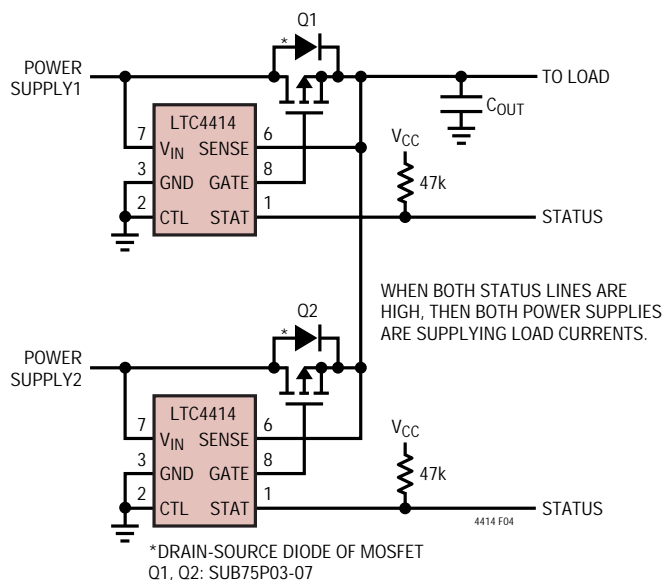 Q1
*
POWER
SUPPLY1
TO LOAD
COUT
LTC4414
7
VIN
SENSE
6
3
GND
GATE
8
2
CTL
STAT
1
VCC
47k
STATUS
WHEN BOTH STATUS LINES ARE
HIGH, THEN BOTH POWER SUPPLIES
ARE SUPPLYING LOAD CURRENTS.
Q2
*
POWER
SUPPLY2
LTC4414
7
VIN
SENSE
6
3
GND
GATE
8
2
CTL
STAT
1
VCC
47k
STATUS
4414 F04
*DRAIN-SOURCE DIODE OF MOSFET
Q1, Q2: SUB75P03-07